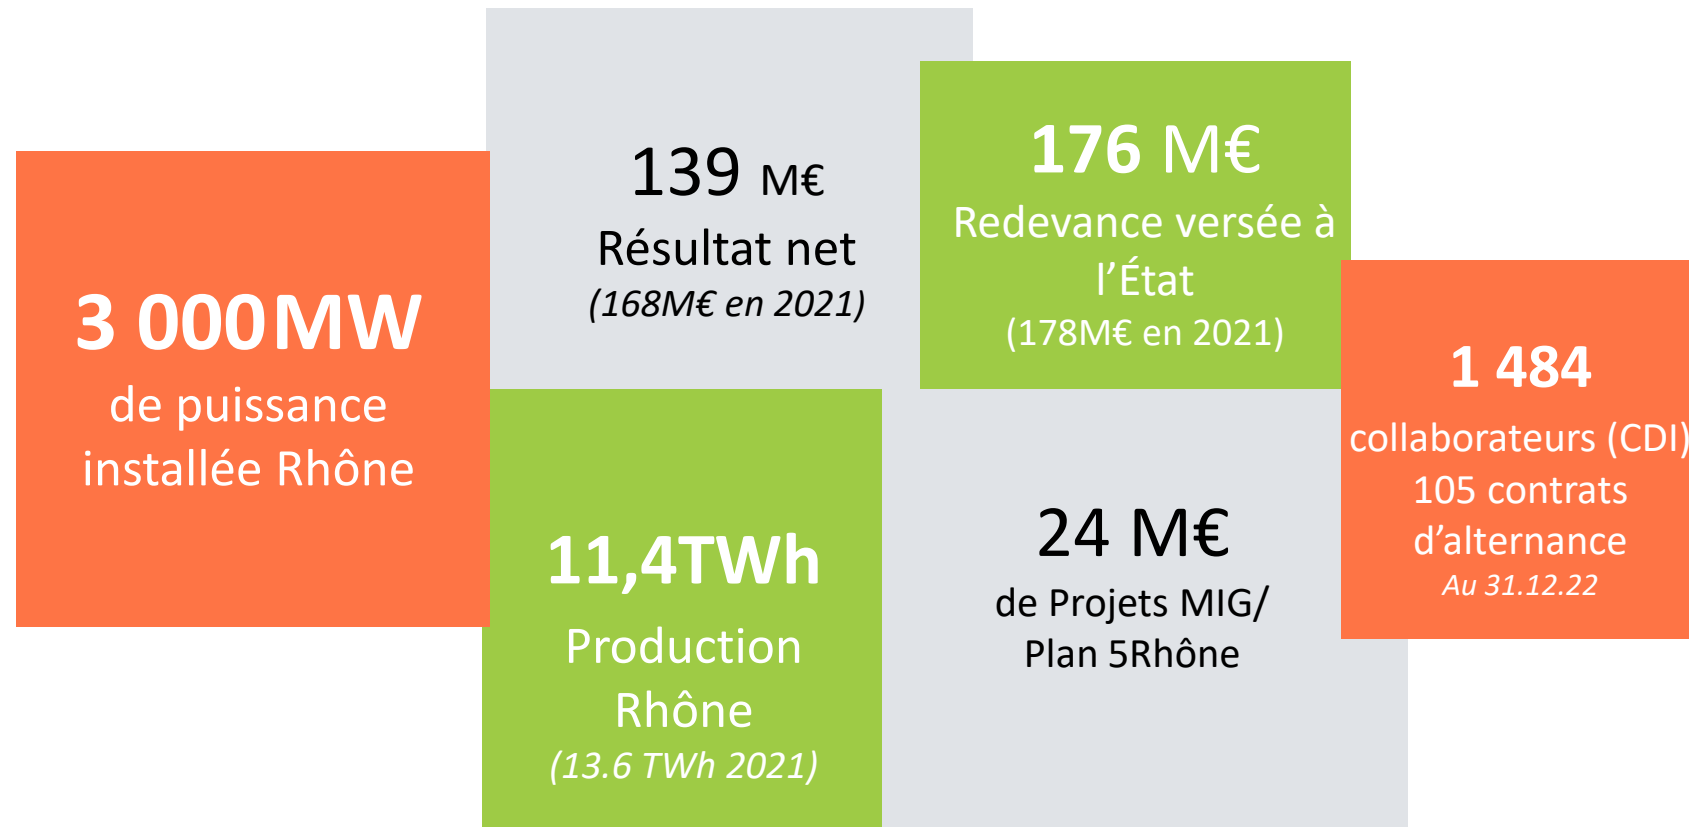 3 000 MW
de puissance
installée Rhône
139 M€
Résultat net
(168M€ en 2021)
11,4TWh
Production
Rhône
(13.6 TWh 2021)
176 M€
Redevance versée à
l’État
(178M€ en 2021)
24 M€
de Projets MIG/
Plan 5Rhône
1 484
collaborateurs (CDI)
105 contrats
d’alternance
Au 31.12.22